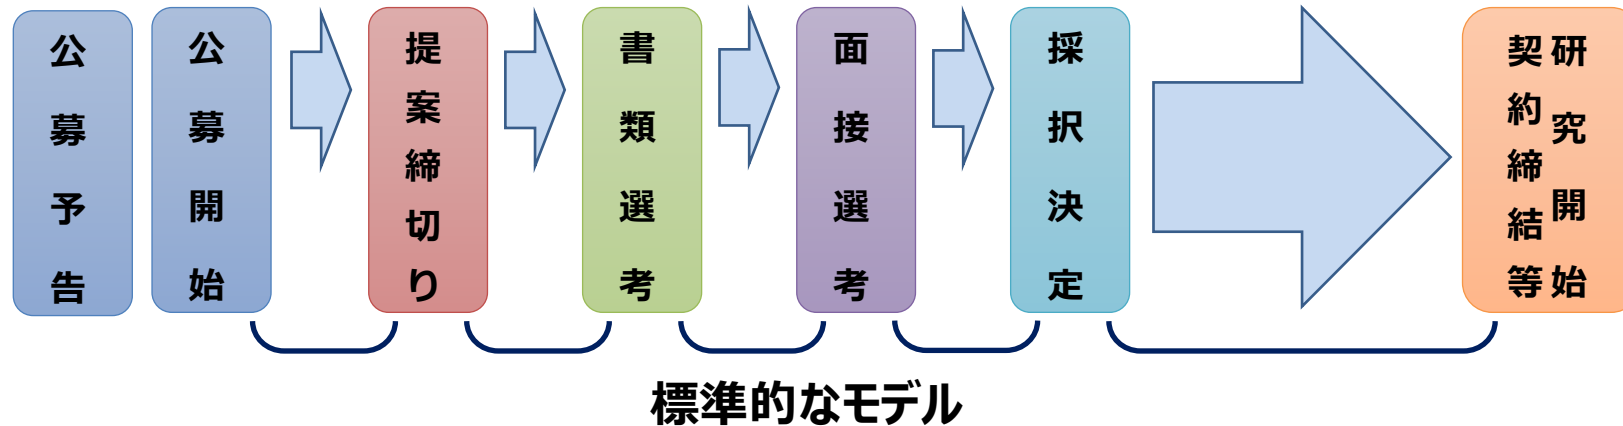 公募予告
公募開始
提案締切り
書類選考
面接選考
採択決定
研究開始
契約締結等
標準的なモデル